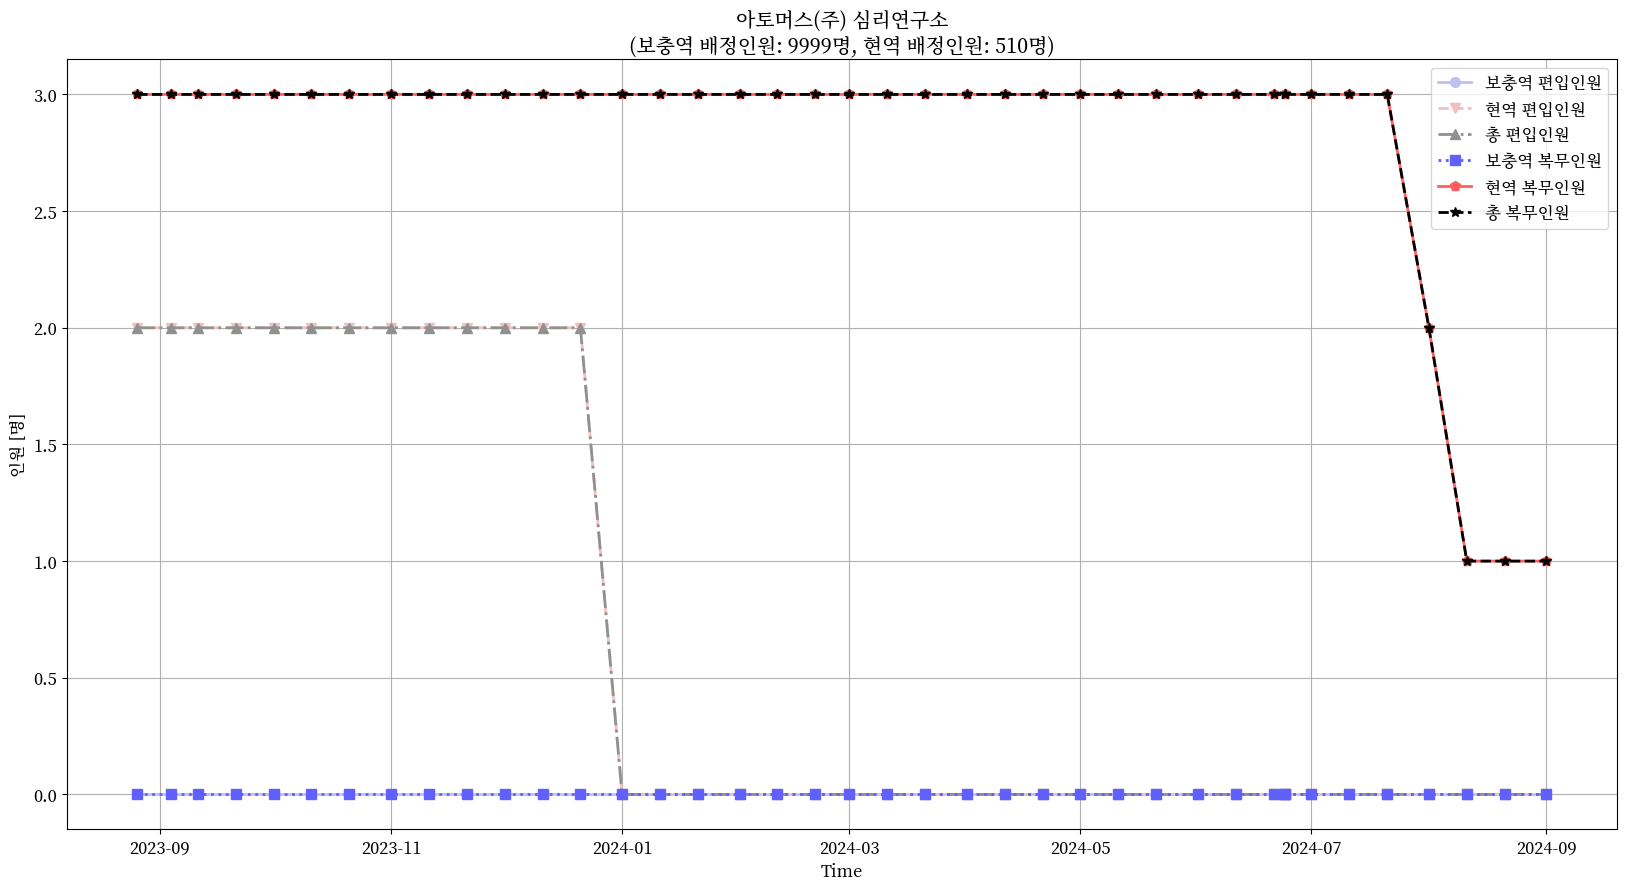 아토머스(주) 심리연구소
(보충역 배정인원: 9999명, 현역 배정인원: 510명)
보충역 편입인원
현역 편입인원
총 편입인원
보충역 복무인원
현역 복무인원
총 복무인원
인원 [명]
3.0
2.5
2.0
1.5
1.0
0.5
0.0
2023-09
2023-11
2024-01
2024-03
2024-05
2024-07
2024-09
Time